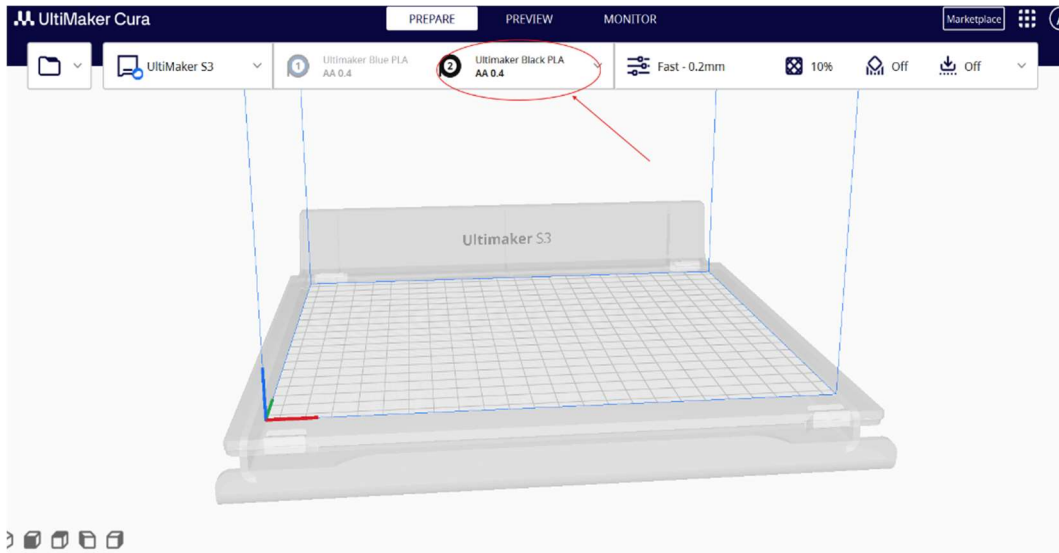 UltiMaker Cura
PREPARE PREVIEW MONITOR
Marketplace
UltiMaker S3
1
Ultimaker Blue PLA
AA 0.4
2
Ultimaker Black PLA
AA 0.4
Fast - 0.2mm
10%
Off
Off
Ultimaker S3